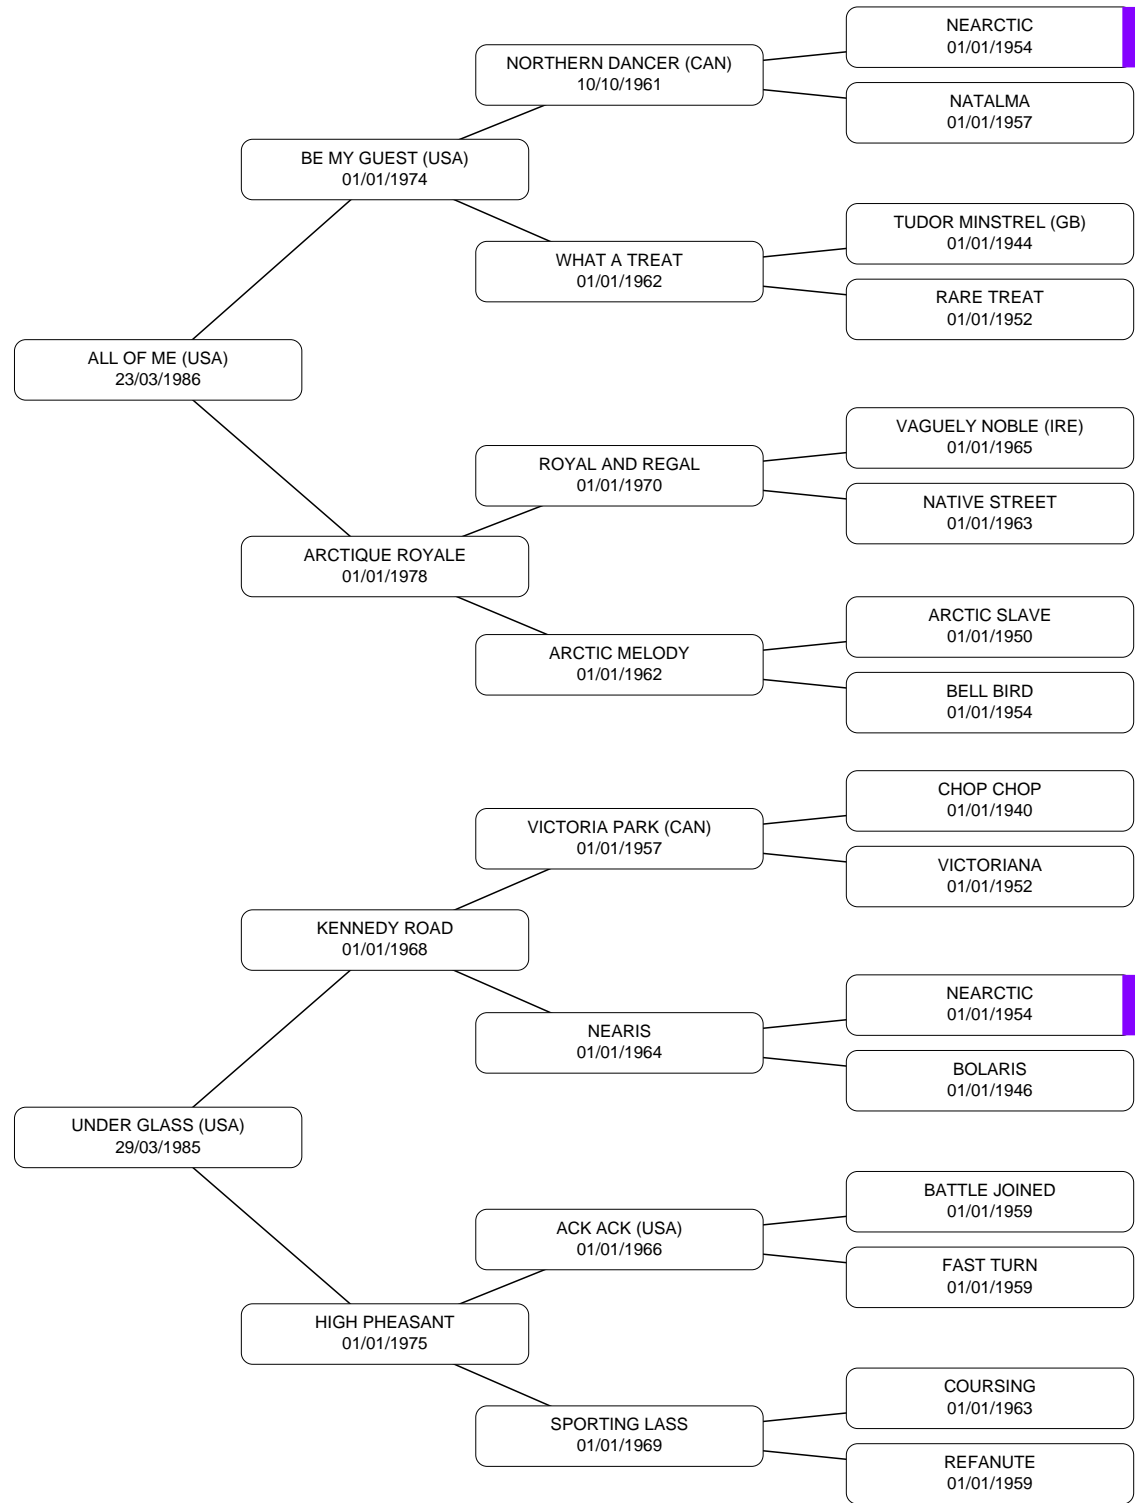 NEARCTIC
01/01/1954
NORTHERN DANCER (CAN)
10/10/1961
NATALMA
01/01/1957
BE MY GUEST (USA)
01/01/1974
TUDOR MINSTREL (GB)
01/01/1944
WHAT A TREAT
01/01/1962
RARE TREAT
01/01/1952
ALL OF ME (USA)
23/03/1986
VAGUELY NOBLE (IRE)
01/01/1965
ROYAL AND REGAL
01/01/1970
NATIVE STREET
01/01/1963
ARCTIQUE ROYALE
01/01/1978
ARCTIC SLAVE
01/01/1950
ARCTIC MELODY
01/01/1962
BELL BIRD
01/01/1954
CHOP CHOP
01/01/1940
VICTORIA PARK (CAN)
01/01/1957
VICTORIANA
01/01/1952
KENNEDY ROAD
01/01/1968
NEARCTIC
01/01/1954
NEARIS
01/01/1964
BOLARIS
01/01/1946
UNDER GLASS (USA)
29/03/1985
BATTLE JOINED
01/01/1959
ACK ACK (USA)
01/01/1966
FAST TURN
01/01/1959
HIGH PHEASANT
01/01/1975
COURSING
01/01/1963
SPORTING LASS
01/01/1969
REFANUTE
01/01/1959